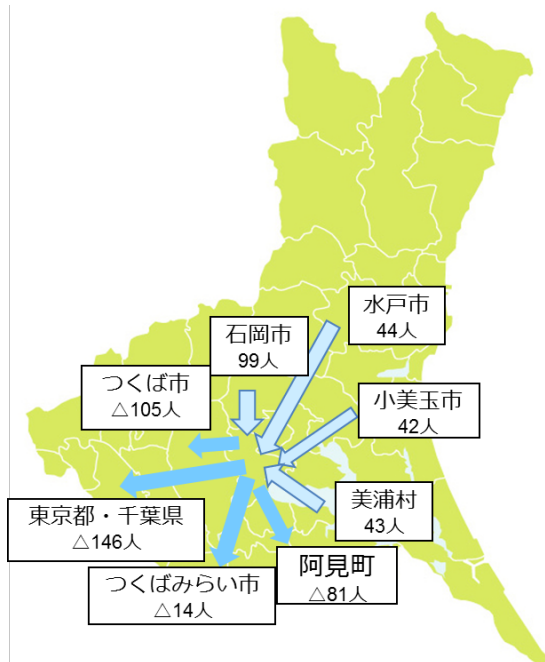 水戸市
44人
石岡市
99人
つくば市
△105人
小美玉市
42人
東京都・千葉県
△146人
美浦村
43人
つくばみらい市
△14人
阿見町
△81人